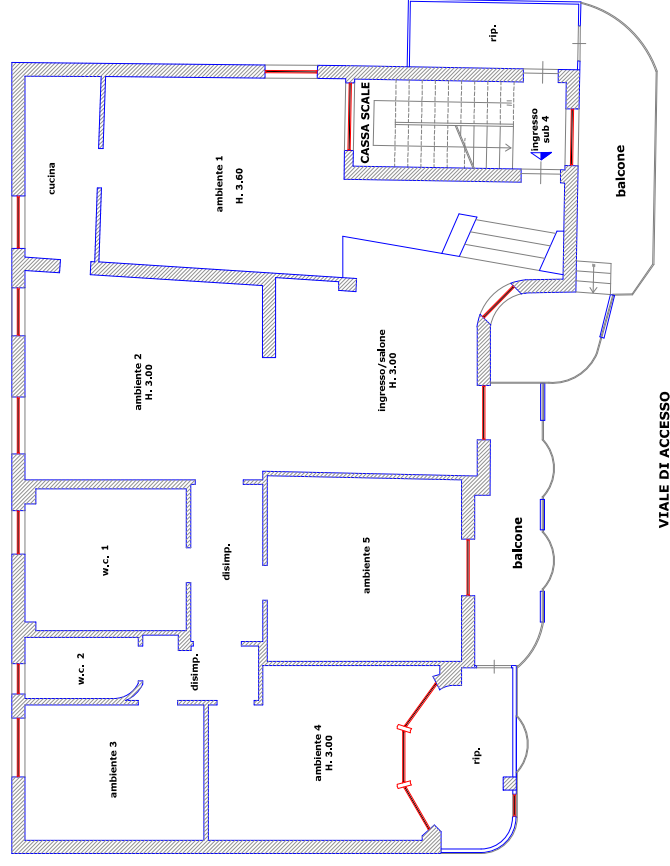 rip.
CASSA SCALE
ingresso
sub 4
balcone
cucina
ambiente 1
H. 3.60
ambiente 2
H. 3.00
ingresso/salone
H. 3.00
VIALE DI ACCESSO
w.c. 1
disimp.
ambiente 5
balcone
w.c. 2
disimp.
ambiente 3
ambiente 4
H. 3.00
rip.